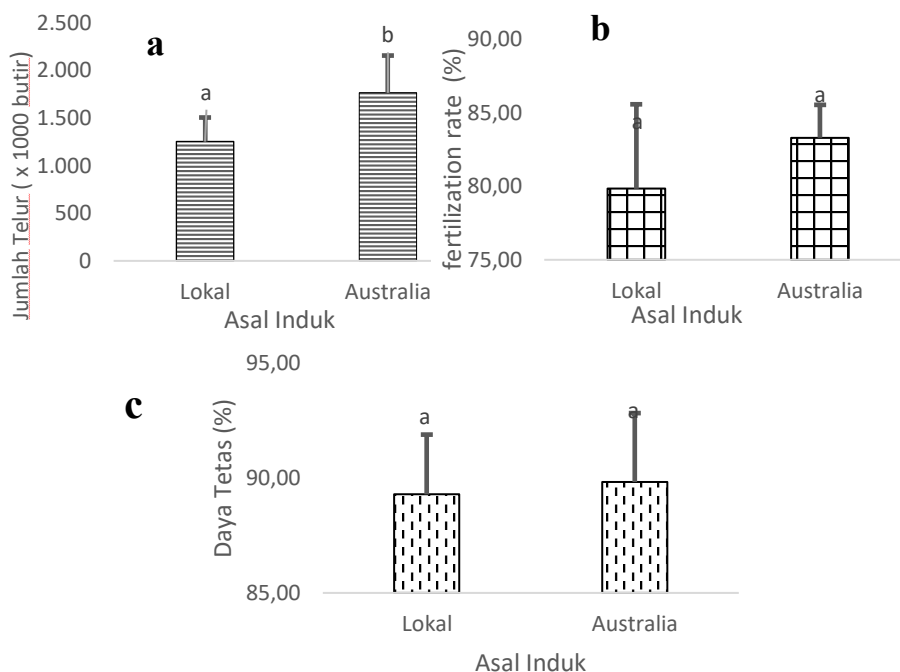 a
Jumlah Telur ( x 1000 butir)
2.500
2.000
1.500
1.000
500
0
a
b
Lokal
Australia
Asal Induk
b
fertilization rate (%)
90,00
85,00
80,00
75,00
a
a
Lokal
Australia
Asal Induk
c
Daya Tetas (%)
95,00
90,00
85,00
a
a
Lokal
Australia
Asal Induk